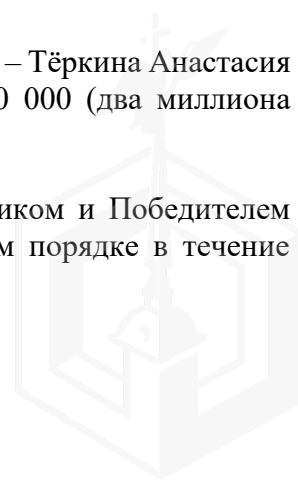 – Тёркина Анастасия
0 000 (два миллиона
иком и Победителем
м порядке в течение